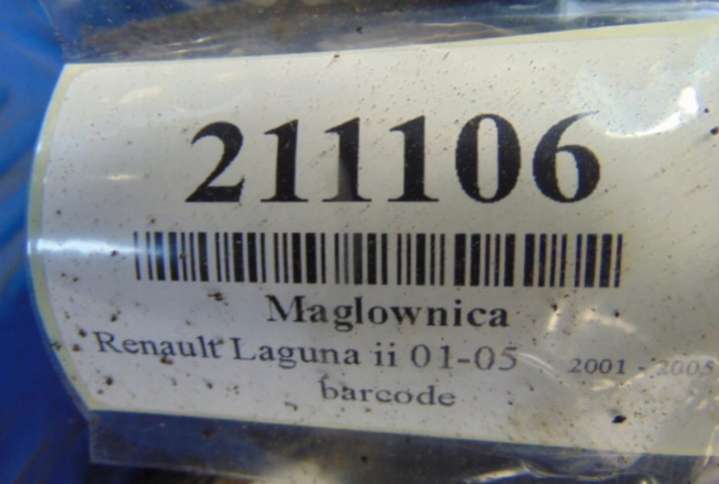 211106
Maglownica
Renault Laguna ii 01-05 2001 - 2005
barcode